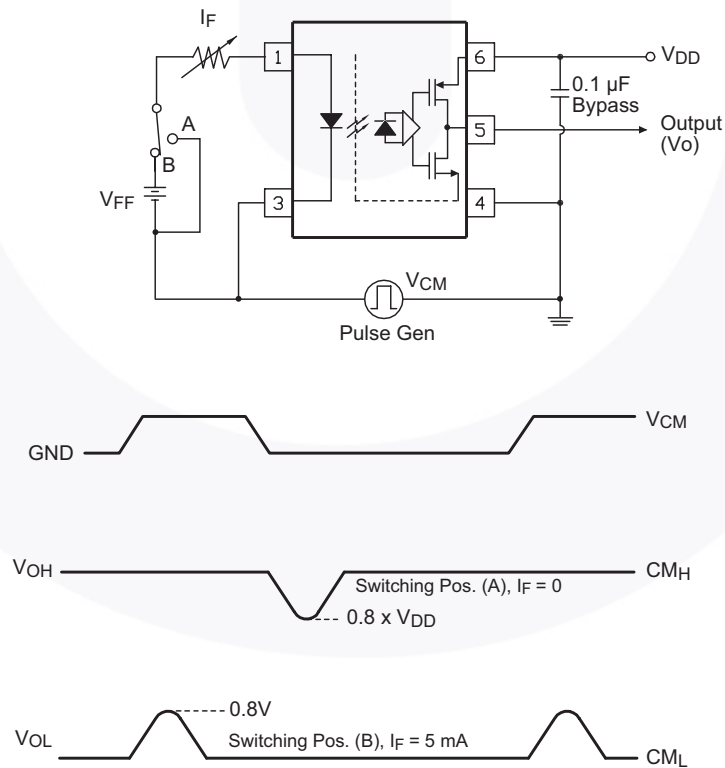 IF
1
6
VDD
0.1 µF
Bypass
A
5
Output
(Vo)
B
VFF
3
4
VCM
Pulse Gen
VCM
GND
VOH
Switching Pos. (A), IF = 0
CMH
0.8 x VDD
0.8V
VOL
Switching Pos. (B), IF = 5 mA
CML